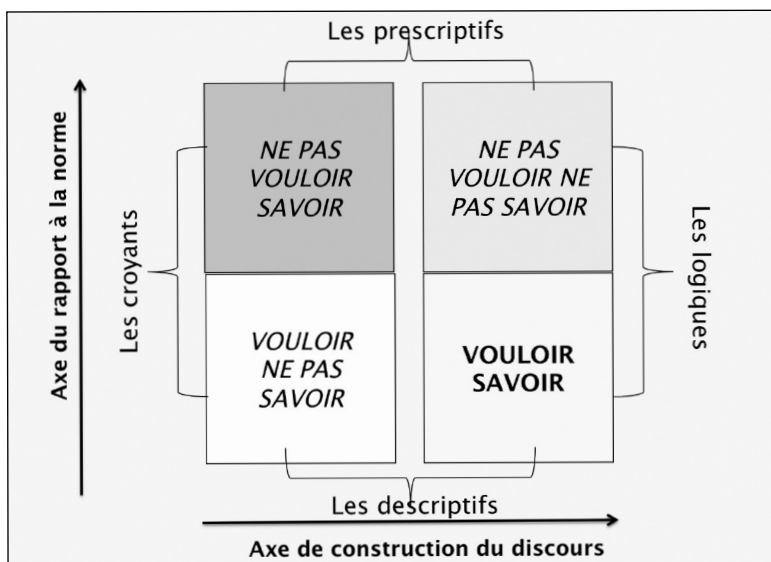 Les prescriptifs
Axe du rapport à la norme
Les croyants
NE PAS
VOULOIR
SAVOIR
NE PAS
VOULOIR NE
PAS SAVOIR
Les logiques
VOULOIR
NE PAS
SAVOIR
VOULOIR
SAVOIR
Les descriptifs
Axe de construction du discours